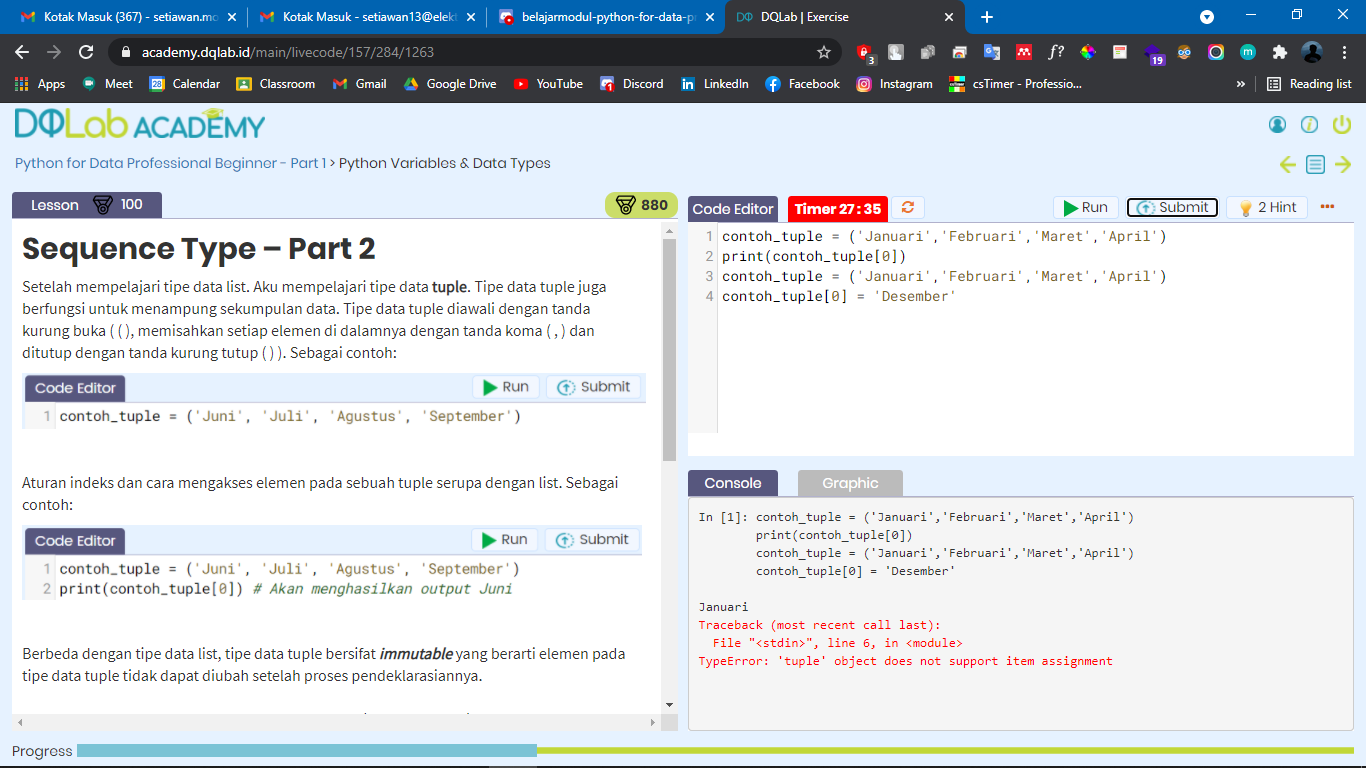 Kotak Masuk (367) - setiawan.mo
Kotak Masuk - setiawan13@elekt
belajarmodul-python-for-data-p
DQLab | Exercise
academy.dqlab.id/main/livecode/157/284/1263
3
f?
19
Apps
Meet
28
Calendar
Classroom
Gmail
Google Drive
YouTube
Discord
LinkedIn
Facebook
Instagram
csTimer - Professio...
»
Reading list
DQLab ACADEMY
Python for Data Professional Beginner - Part 1 > Python Variables & Data Types
Lesson 100
880
Sequence Type – Part 2
Setelah mempelajari tipe data list. Aku mempelajari tipe data tuple. Tipe data tuple juga
berfungsi untuk menampung sekumpulan data. Tipe data tuple diawali dengan tanda
kurung buka ( ( ), memisahkan setiap elemen di dalamnya dengan tanda koma ( , ) dan
ditutup dengan tanda kurung tutup ( ) ). Sebagai contoh:
Code Editor
Run
Submit
1 contoh_tuple = ('Juni', 'Juli', 'Agustus', 'September')
Aturan indeks dan cara mengakses elemen pada sebuah tuple serupa dengan list. Sebagai
contoh:
Code Editor
Run
Submit
1 contoh_tuple = ('Juni', 'Juli', 'Agustus', 'September')
2 print(contoh_tuple[0]) # Akan menghasilkan output Juni
Berbeda dengan tipe data list, tipe data tuple bersifat immutable yang berarti elemen pada
tipe data tuple tidak dapat diubah setelah proses pendeklarasiannya.
Code Editor
Timer 27:35
Run
Submit
2 Hint
1 contoh_tuple = ('Januari','Februari','Maret','April')
2 print(contoh_tuple[0])
3 contoh_tuple = ('Januari','Februari','Maret','April')
4 contoh_tuple[0] = 'Desember'
Console
Graphic
In [1]: contoh_tuple = ('Januari','Februari','Maret','April')
print(contoh_tuple[0])
contoh_tuple = ('Januari','Februari','Maret','April')
contoh_tuple[0] = 'Desember'
Januari
Traceback (most recent call last):
File "<stdin>", line 6, in <module>
TypeError: 'tuple' object does not support item assignment
Progress